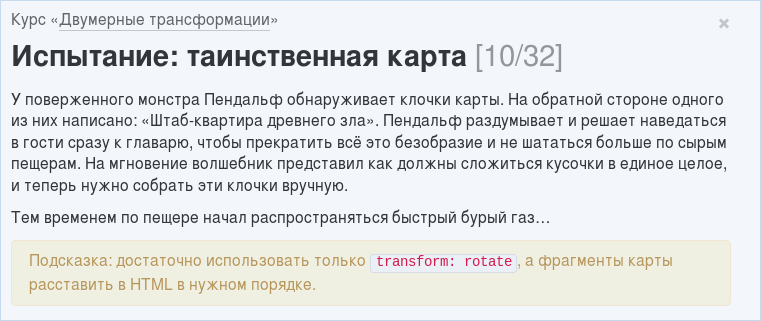 Курс «Двумерные трансформации»
Испытание: таинственная карта [10/32]
У поверженного монстра Пендальф обнаруживает клочки карты. На обратной стороне одного
из них написано: «Штаб-квартира древнего зла». Пендальф раздумывает и решает наведаться
в гости сразу к главарю, чтобы прекратить всё это безобразие и не шататься больше по сырым
пещерам. На мгновение волшебник представил как должны сложиться кусочки в единое целое,
и теперь нужно собрать эти клочки вручную.
Тем временем по пещере начал распространяться быстрый бурый газ…
Подсказка: достаточно использовать только transform: rotate, а фрагменты карты
расставить в HTML в нужном порядке.